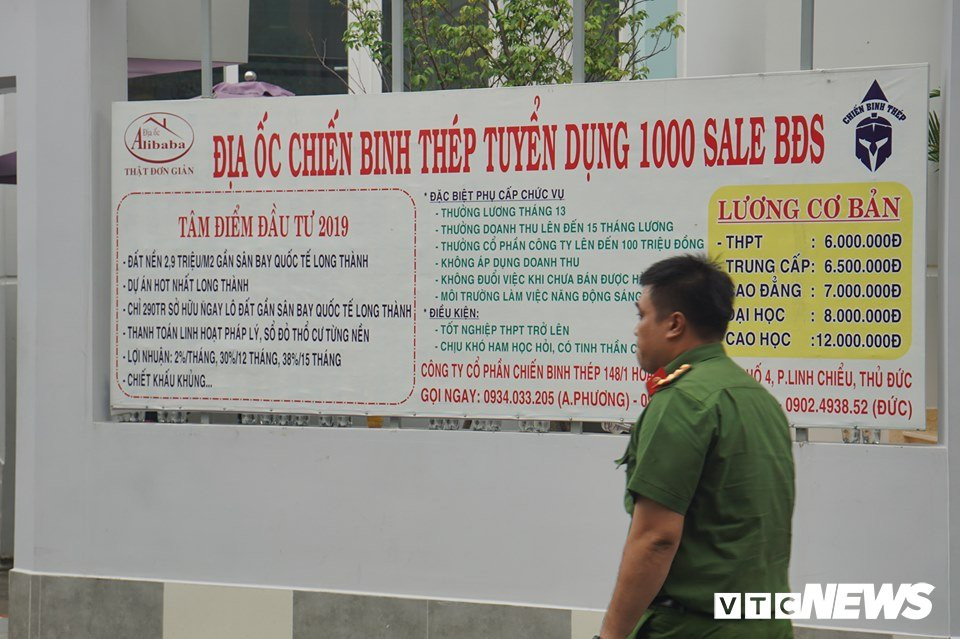 Địa ốc
Alibaba
THẬT ĐƠN GIẢN
ĐỊA ỐC CHIẾN BINH THÉP TUYỂN DỤNG 1000 SALE BĐS
CHIẾN BINH THÉP
TÂM ĐIỂM ĐẦU TƯ 2019
- ĐẤT NỀN 2,9 TRIỆU/M2 GẦN SÂN BAY QUỐC TẾ LONG THÀNH
- DỰ ÁN HOT NHẤT LONG THÀNH
- CHỈ 290TR SỞ HỮU NGAY LÔ ĐẤT GẦN SÂN BAY QUỐC TẾ LONG THÀNH
- THANH TOÁN LINH HOẠT PHÁP LÝ, SỔ ĐỎ THỔ CƯ TỪNG NỀN
- LỢI NHUẬN: 2%/THÁNG, 30%/12 THÁNG, 38%/15 THÁNG
- CHIẾT KHẤU KHỦNG...
* ĐẶC BIỆT PHỤ CẤP CHỨC VỤ
- THƯỞNG LƯƠNG THÁNG 13
- THƯỞNG DOANH THU LÊN ĐẾN 15 THÁNG LƯƠNG
- THƯỞNG CỔ PHẦN CÔNG TY LÊN ĐẾN 100 TRIỆU ĐỒNG
- KHÔNG ÁP DỤNG DOANH THU
- KHÔNG ĐUỔI VIỆC KHI CHƯA BÁN ĐƯỢC
- MÔI TRƯỜNG LÀM VIỆC NĂNG ĐỘNG SÁNG
* ĐIỀU KIỆN:
- TỐT NGHIỆP THPT TRỞ LÊN
- CHỊU KHÓ HAM HỌC HỎI, CÓ TINH THẦN
LƯƠNG CƠ BẢN
- THPT : 6.000.000Đ
TRUNG CẤP : 6.500.000Đ
CAO ĐẲNG : 7.000.000Đ
ĐẠI HỌC : 8.000.000Đ
CAO HỌC :12.000.000Đ
CÔNG TY CỔ PHẦN CHIẾN BINH THÉP 148/1 PHỐ 4, P.LINH CHIỂU, THỦ ĐỨC
GỌI NGAY: 0934.033.205 (A.PHƯƠNG) - 0902.4938.52 (ĐỨC)
VTC NEWS